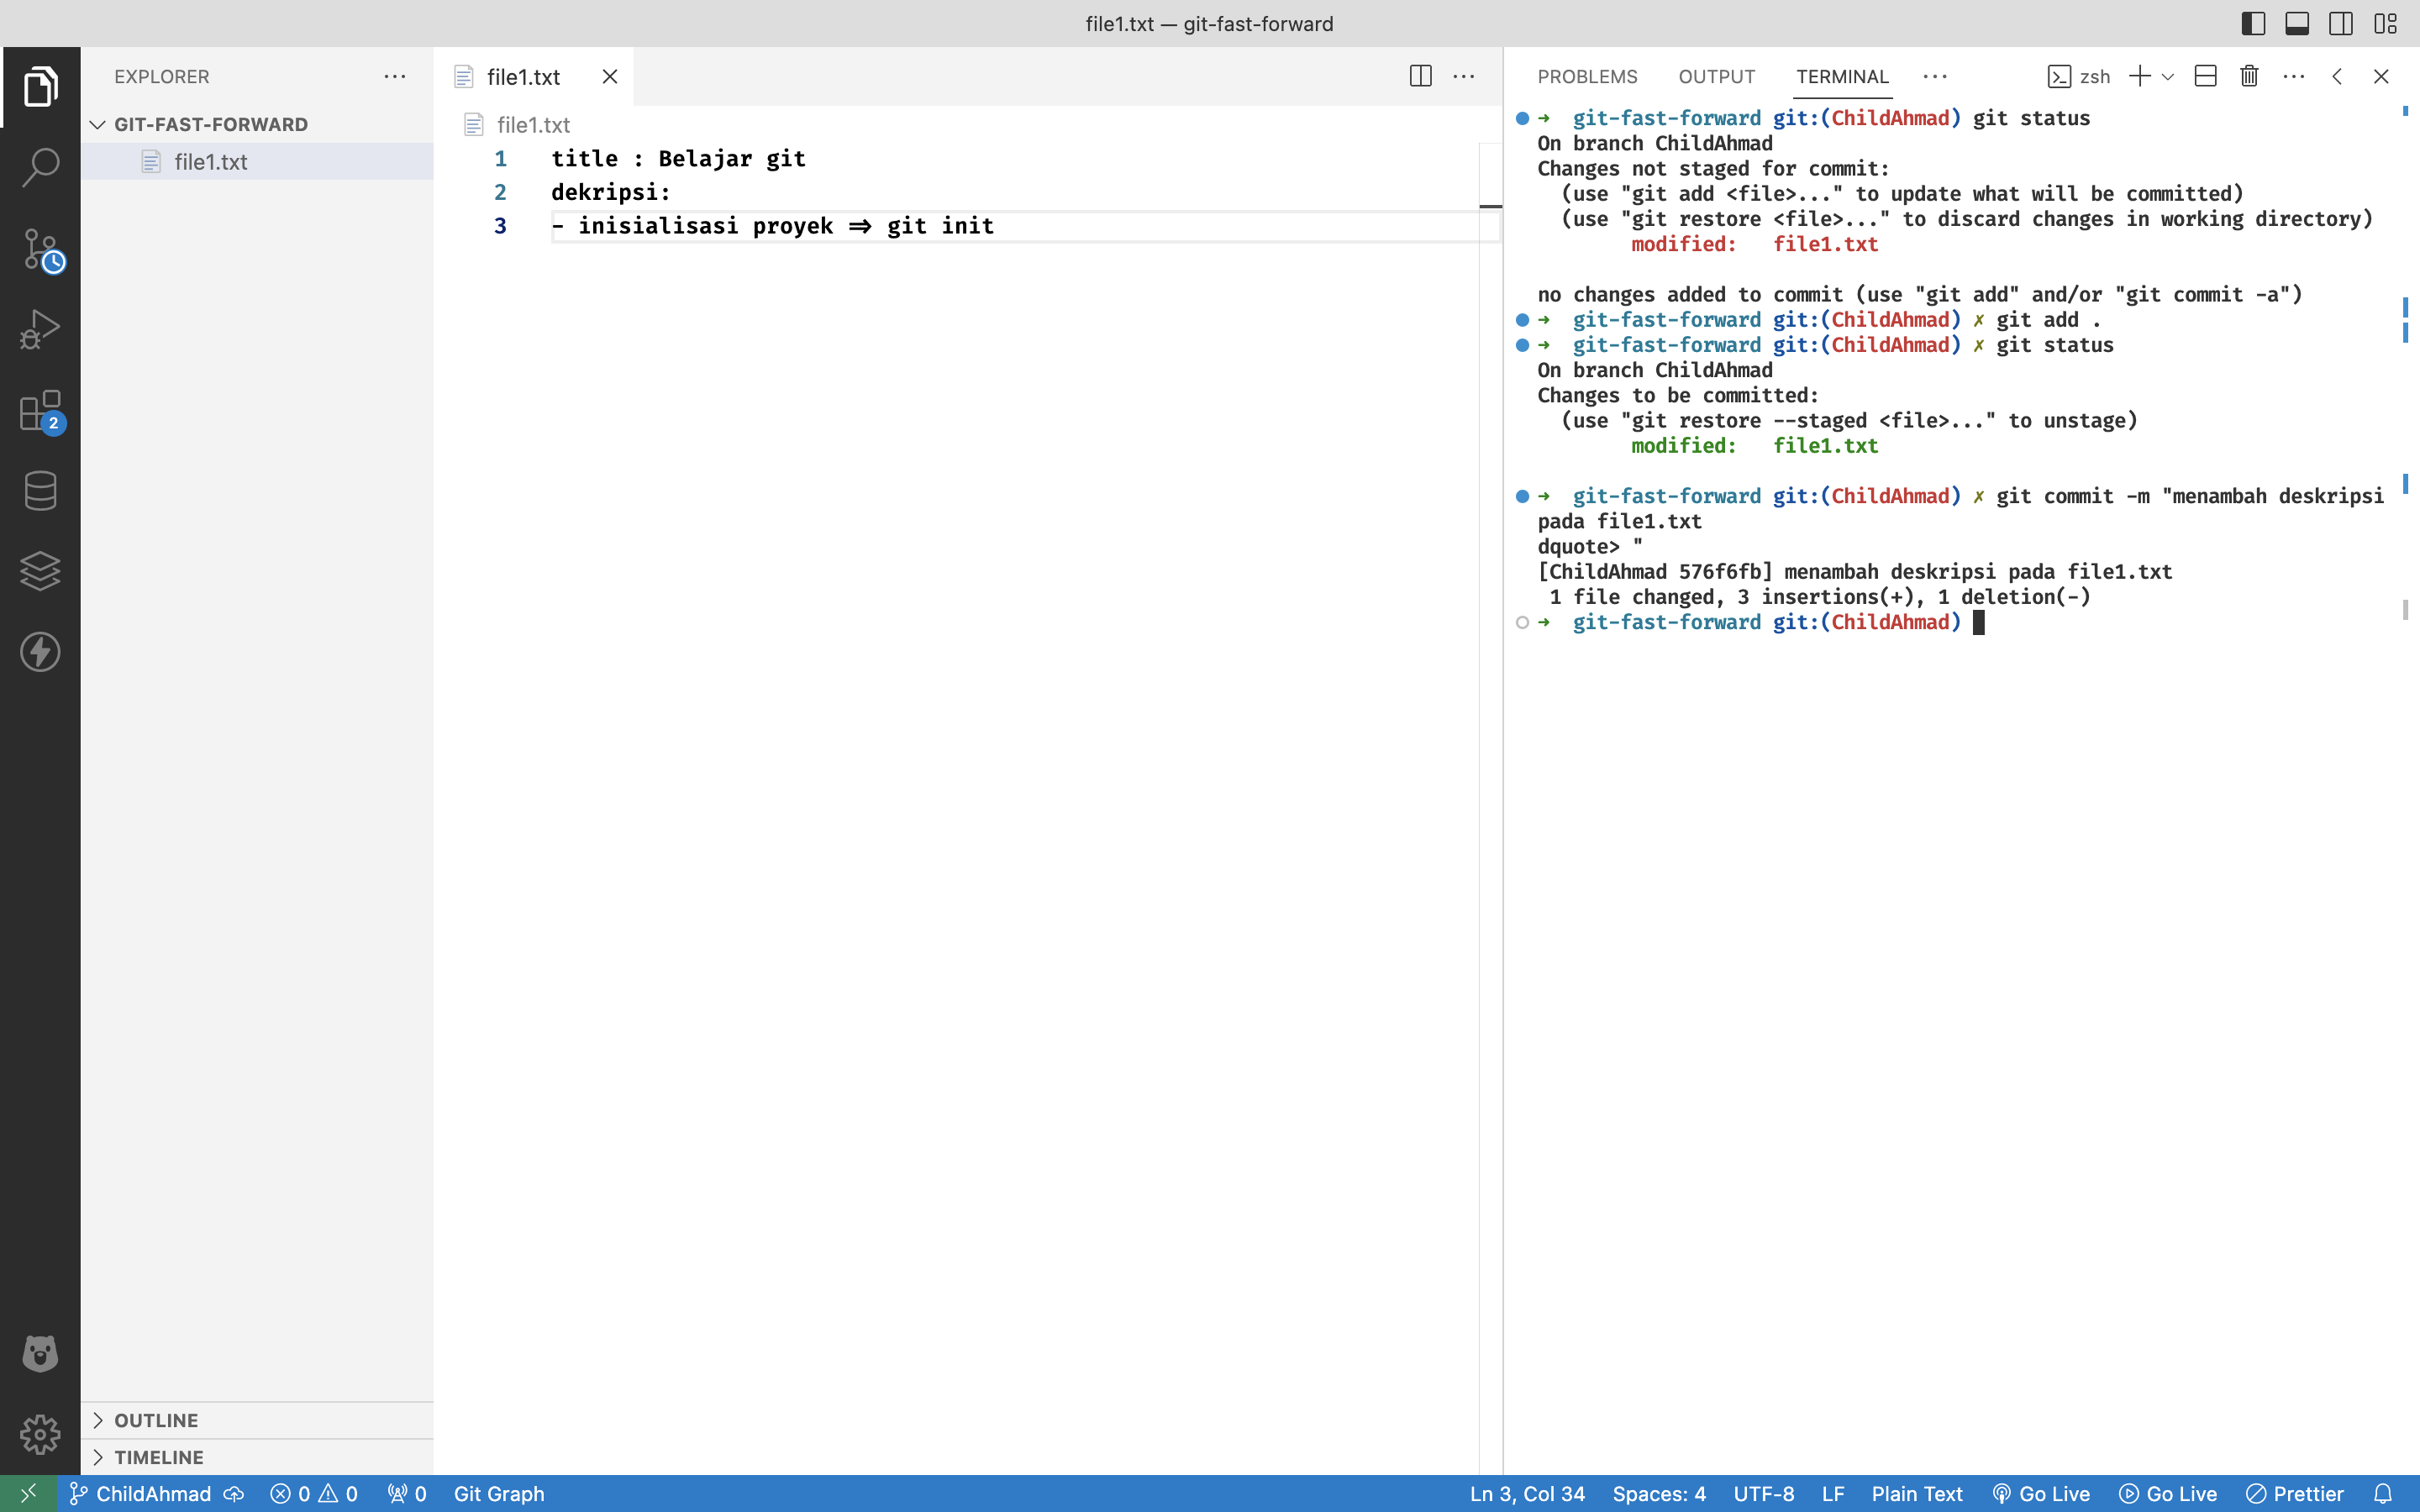 file1.txt — git-fast-forward
EXPLORER
GIT-FAST-FORWARD
file1.txt
2
file1.txt
file1.txt
1 title : Belajar git
2 dekripsi:
3 - inisialisasi proyek => git init
PROBLEMS OUTPUT TERMINAL zsh
→ git-fast-forward git:(ChildAhmad) git status
On branch ChildAhmad
Changes not staged for commit:
(use "git add <file>..." to update what will be committed)
(use "git restore <file>..." to discard changes in working directory)
modified: file1.txt
no changes added to commit (use "git add" and/or "git commit -a")
→ git-fast-forward git:(ChildAhmad) ✗ git add .
→ git-fast-forward git:(ChildAhmad) ✗ git status
On branch ChildAhmad
Changes to be committed:
(use "git restore --staged <file>..." to unstage)
modified: file1.txt
→ git-fast-forward git:(ChildAhmad) ✗ git commit -m "menambah deskripsi
pada file1.txt
dquote> "
[ChildAhmad 576f6fb] menambah deskripsi pada file1.txt
1 file changed, 3 insertions(+), 1 deletion(-)
→ git-fast-forward git:(ChildAhmad)
OUTLINE
TIMELINE
ChildAhmad 0 0 0 Git Graph Ln 3, Col 34 Spaces: 4 UTF-8 LF Plain Text Go Live Go Live Prettier